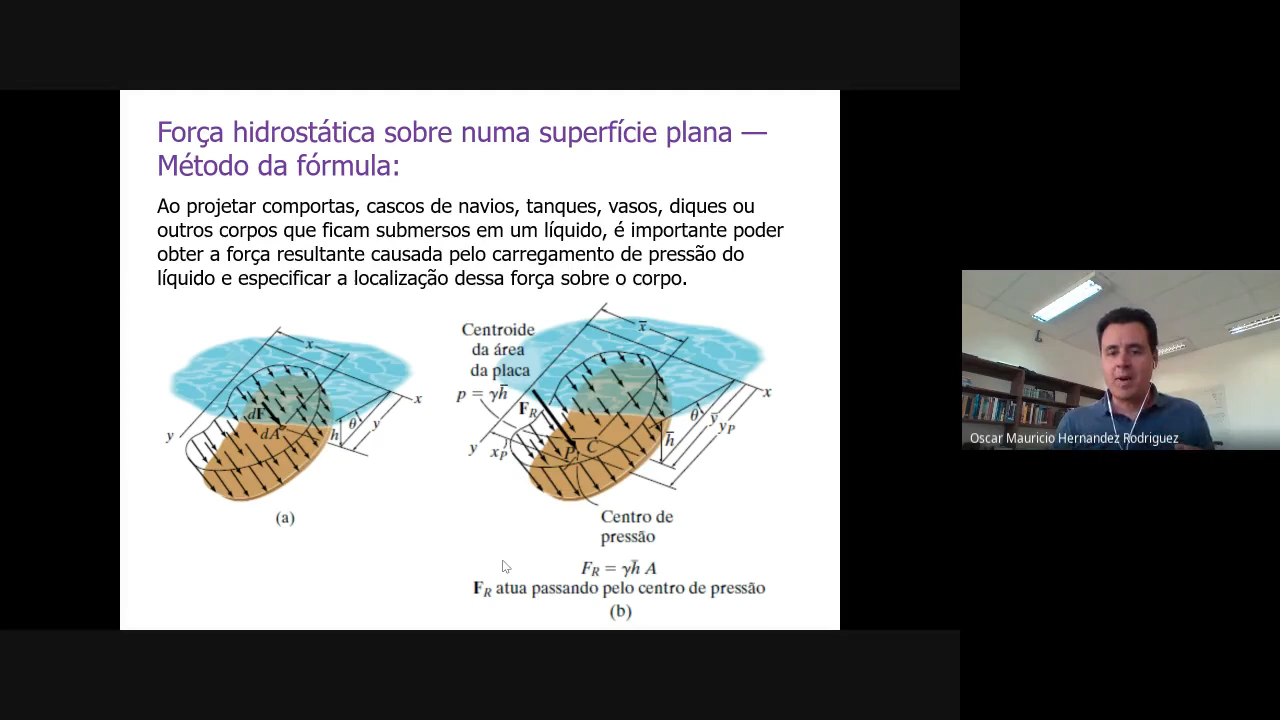 Força hidrostática sobre numa superfície plana —
Método da fórmula:
Ao projetar comportas, cascos de navios, tanques, vasos, diques ou
outros corpos que ficam submersos em um líquido, é importante poder
obter a força resultante causada pelo carregamento de pressão do
líquido e especificar a localização dessa força sobre o corpo.
x
x
y
dF
dA
h
θ
y
(a)
Centroide
da área
da placa
p = γh̅
F_R
x̅
x
y
x_P
P
C
h̅
θ
y̅
y_P
Centro de
pressão
F_R = γh̅ A
F_R atua passando pelo centro de pressão
(b)
Oscar Mauricio Hernandez Rodriguez